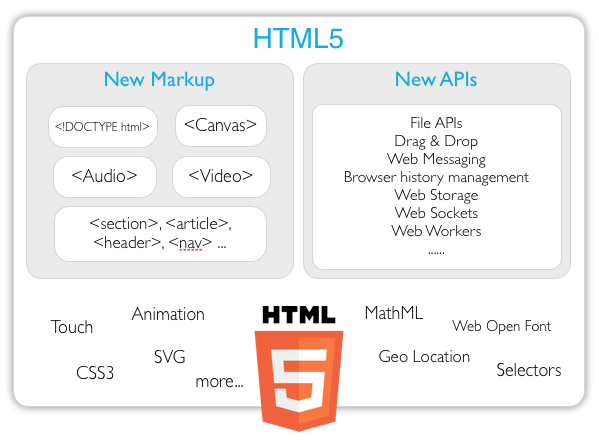 HTML5
New Markup
<!DOCTYPE html>
<Canvas>
<Audio>
<Video>
<section>, <article>,
<header>, <nav> ...
New APIs
File APIs
Drag & Drop
Web Messaging
Browser history management
Web Storage
Web Sockets
Web Workers
......
Touch
Animation
CSS3
SVG
more...
HTML
5
MathML
Web Open Font
Geo Location
Selectors